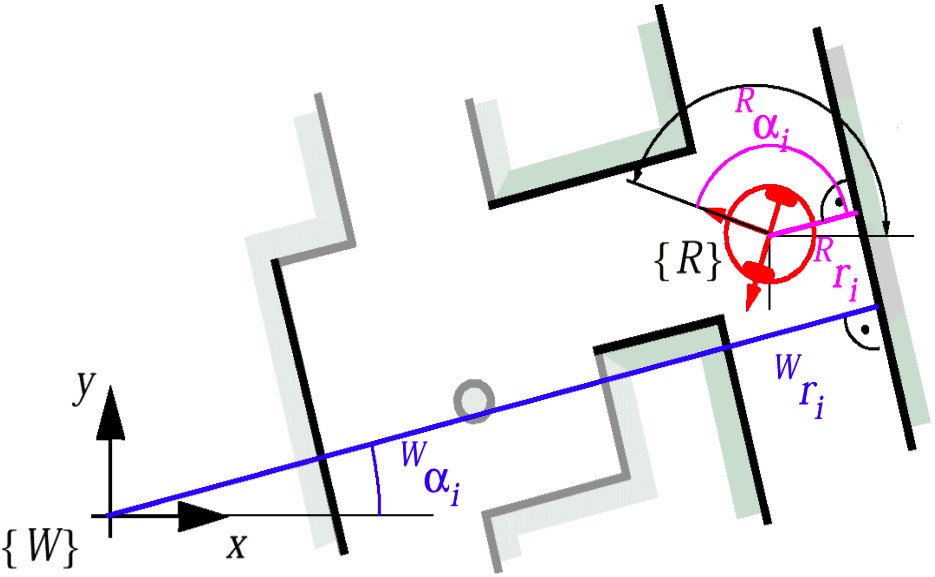 R
α_i
{R}
R
r_i
W
r_i
y
W
α_i
{W}
x